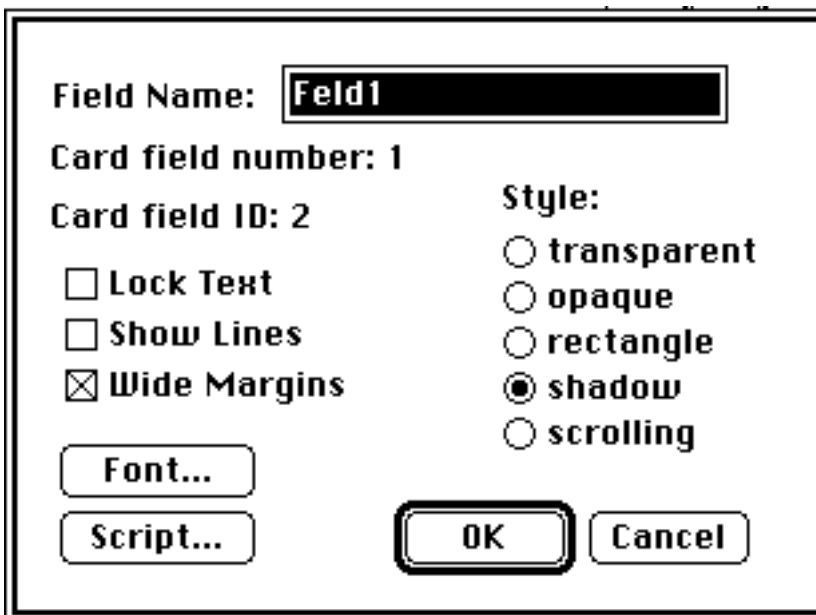 Field Name: Feld1
Card field number: 1
Card field ID: 2
Lock Text
Show Lines
Wide Margins
Style:
transparent
opaque
rectangle
shadow
scrolling
Font...
Script...
OK
Cancel